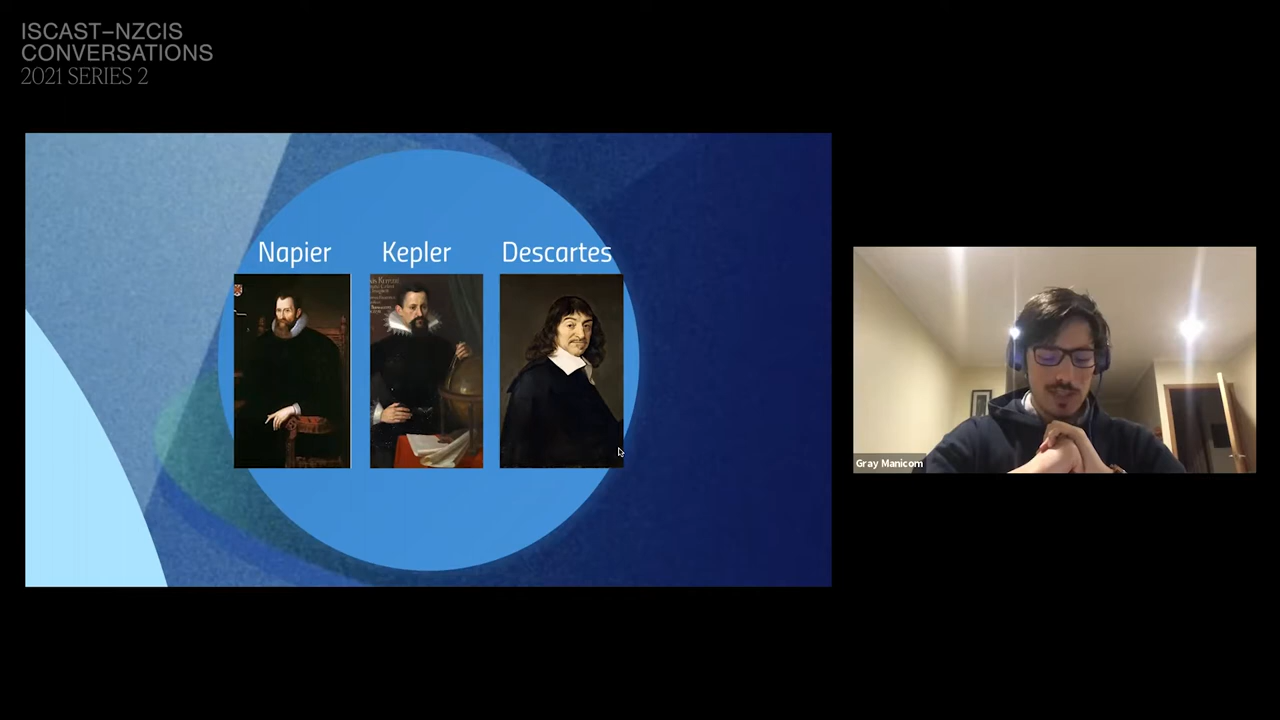 ISCAST–NZCIS
CONVERSATIONS
2021 SERIES 2
Napier
Kepler
Descartes
Gray Manicom